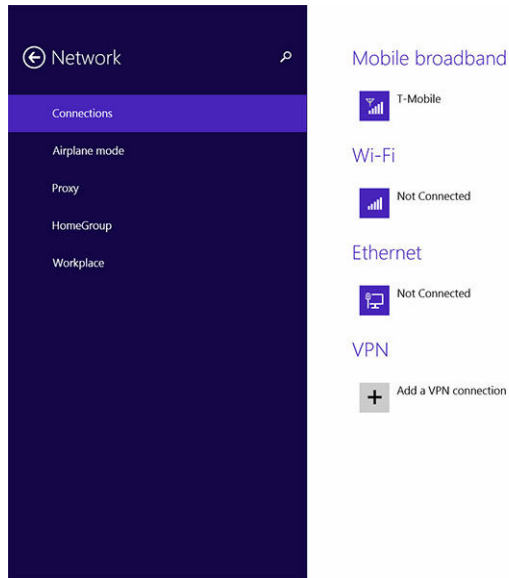 Network
Connections
Airplane mode
Proxy
HomeGroup
Workplace
Mobile broadband
T-Mobile
Wi-Fi
Not Connected
Ethernet
Not Connected
VPN
Add a VPN connection